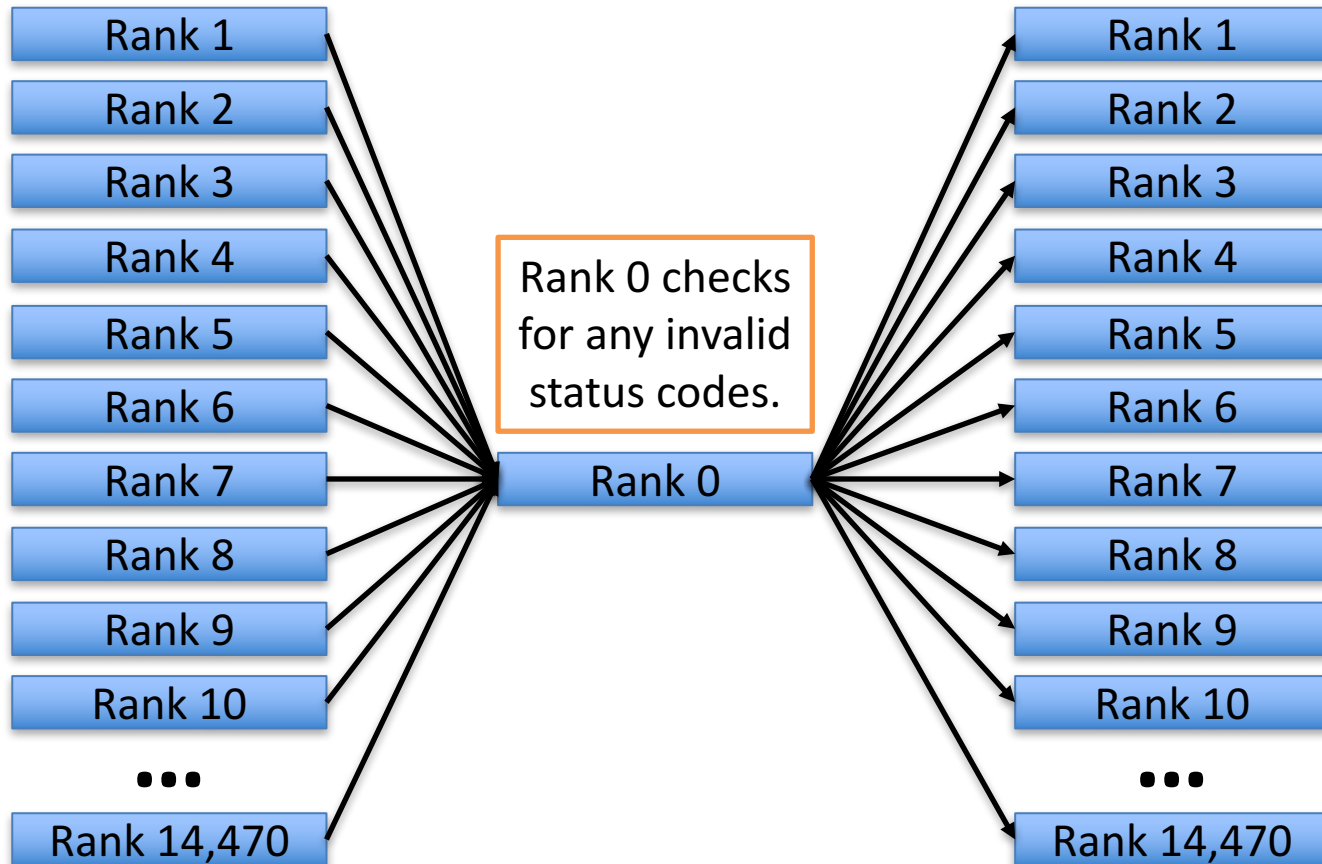 Rank 1
Rank 2
Rank 3
Rank 4
Rank 5
Rank 6
Rank 7
Rank 8
Rank 9
Rank 10
...
Rank 14,470
Rank 0 checks
for any invalid
status codes.
Rank 0
Rank 1
Rank 2
Rank 3
Rank 4
Rank 5
Rank 6
Rank 7
Rank 8
Rank 9
Rank 10
...
Rank 14,470